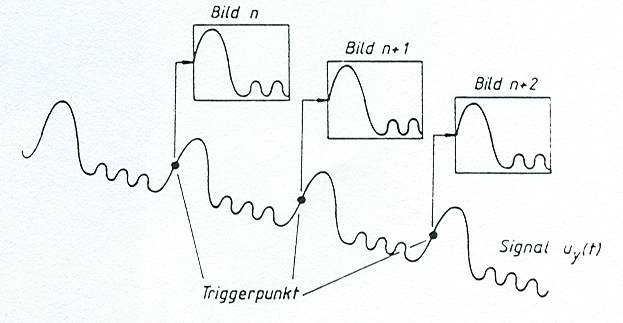 Bild n
Bild n+1
Bild n+2
Signal u_y(t)
Triggerpunkt